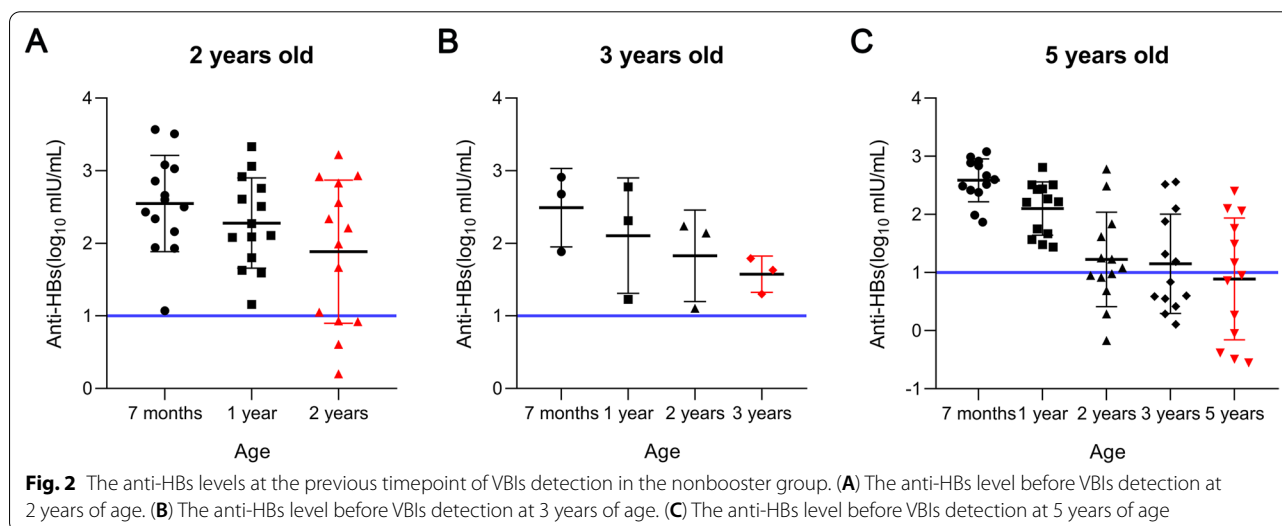 A
2 years old
Anti-HBs(log₁₀ mIU/mL)
4
3
2
1
0
7 months 1 year 2 years
Age
B
3 years old
Anti-HBs(log₁₀ mIU/mL)
4
3
2
1
0
7 months 1 year 2 years 3 years
Age
C
5 years old
Anti-HBs(log₁₀ mIU/mL)
4
3
2
1
0
-1
7 months 1 year 2 years 3 years 5 years
Age
Fig. 2 The anti-HBs levels at the previous timepoint of VBIs detection in the nonbooster group. (A) The anti-HBs level before VBIs detection at
2 years of age. (B) The anti-HBs level before VBIs detection at 3 years of age. (C) The anti-HBs level before VBIs detection at 5 years of age